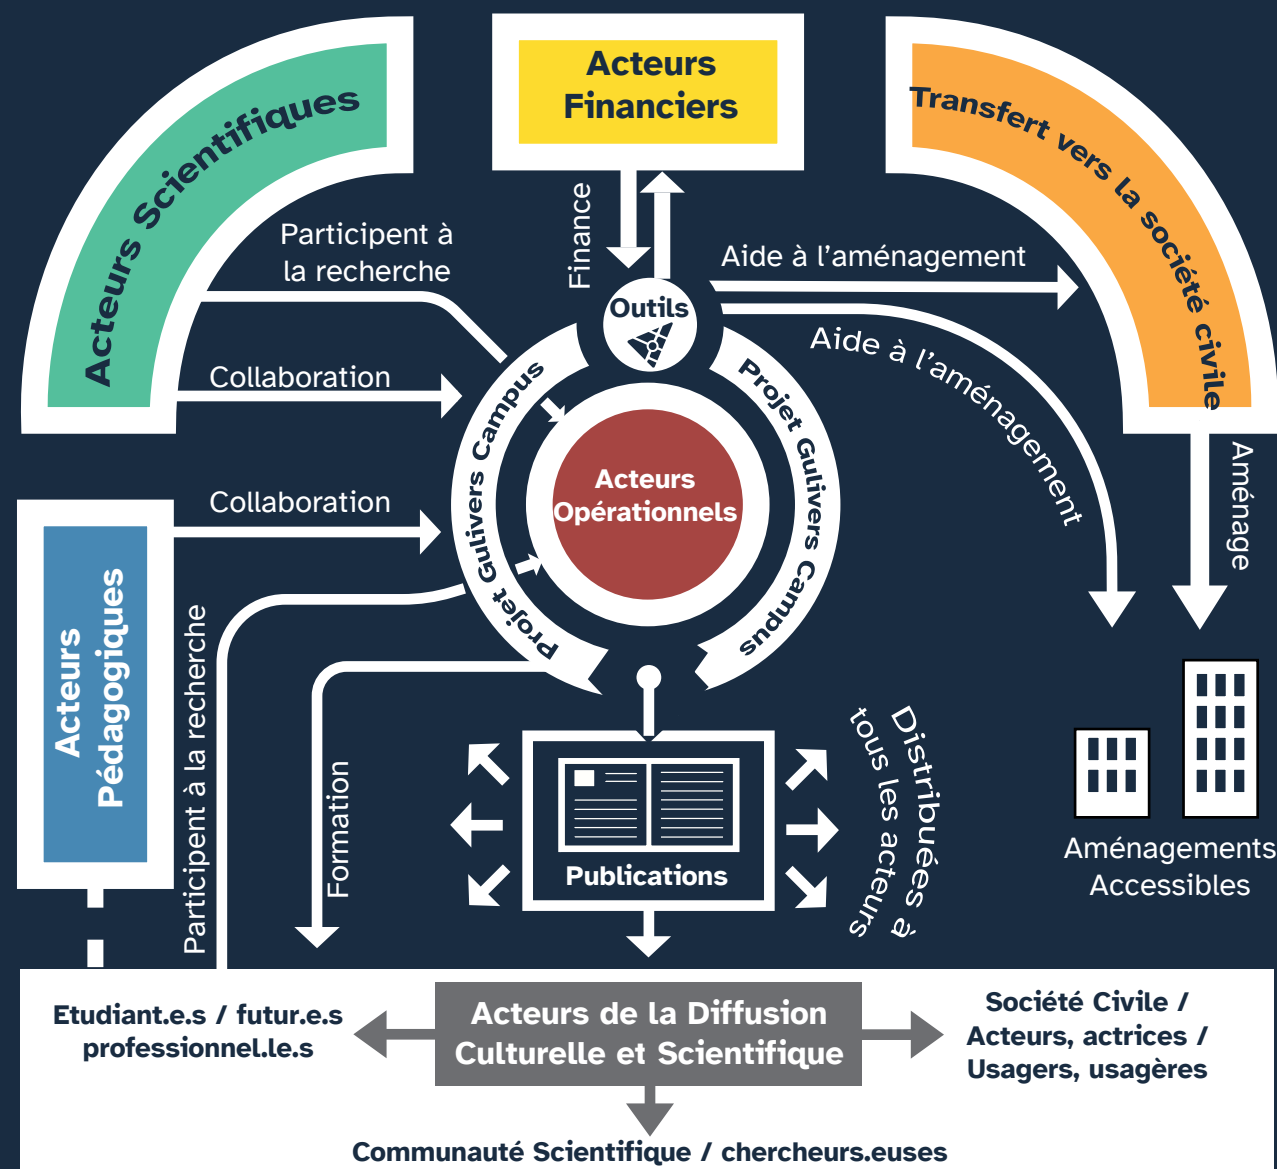 Acteurs Scientifiques
Acteurs
Financiers
Transfert vers la société civile
Participent à
la recherche
Finance
Aide à l'aménagement
Outils
Aide à l'aménagement
Collaboration
Projet Gulivers Campus
Projet Gulivers Campus
Acteurs
Opérationnels
Aménage
Collaboration
Acteurs
Pédagogiques
Participent à la recherche
Formation
Publications
Distribuées à
tous les acteurs
Aménagements
Accessibles
Etudiant.e.s / futur.e.s
professionnel.le.s
Acteurs de la Diffusion
Culturelle et Scientifique
Société Civile /
Acteurs, actrices /
Usagers, usagères
Communauté Scientifique / chercheurs.euses